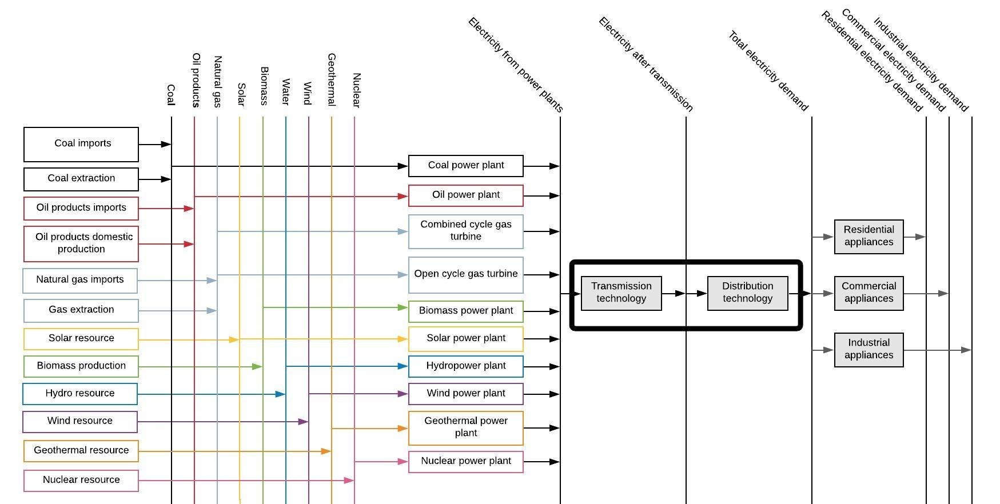 Coal
Oil products
Natural gas
Solar
Biomass
Water
Wind
Geothermal
Nuclear
Electricity from power plants
Electricity after transmission
Total electricity demand
Residential electricity demand
Commercial electricity demand
Industrial electricity demand
Coal imports
Coal extraction
Oil products imports
Oil products domestic
production
Natural gas imports
Gas extraction
Solar resource
Biomass production
Hydro resource
Wind resource
Geothermal resource
Nuclear resource
Coal power plant
Oil power plant
Combined cycle gas
turbine
Open cycle gas turbine
Biomass power plant
Solar power plant
Hydropower plant
Wind power plant
Geothermal power
plant
Nuclear power plant
Transmission
technology
Distribution
technology
Residential
appliances
Commercial
appliances
Industrial
appliances